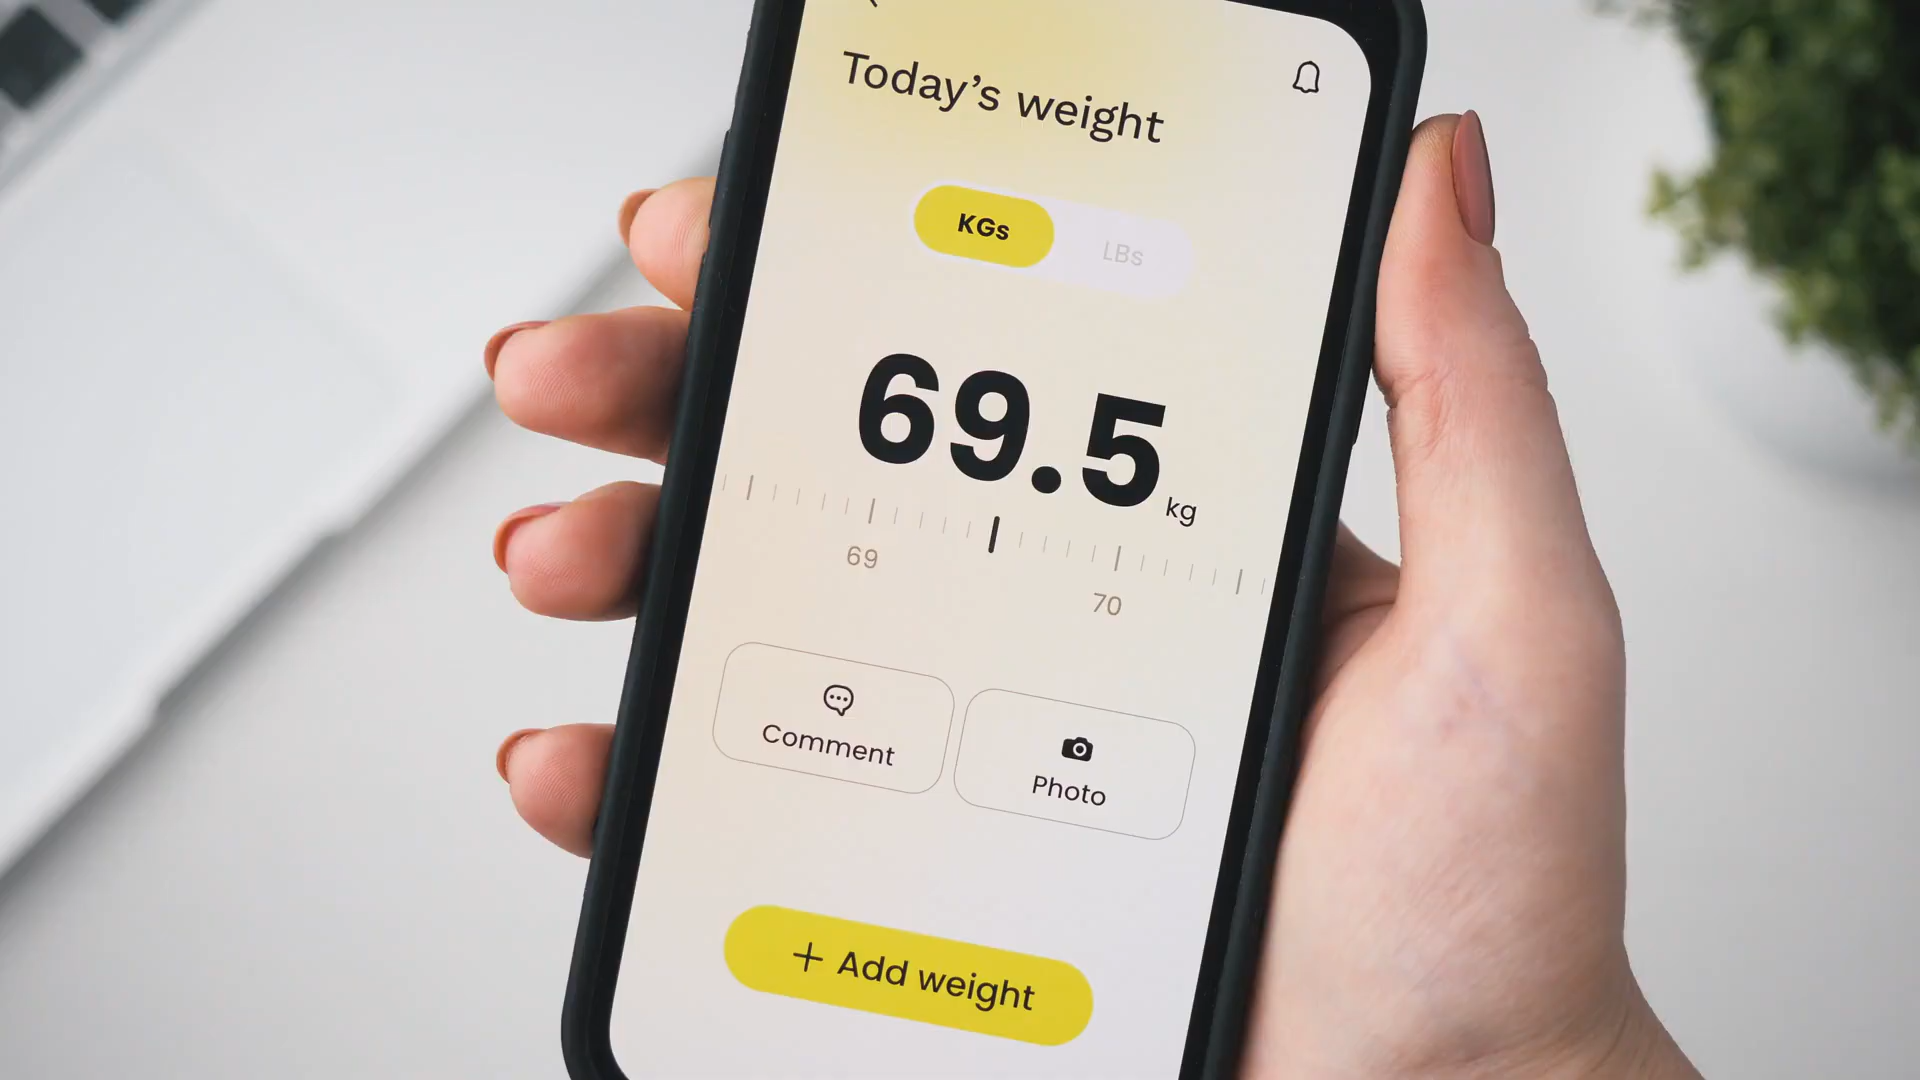 Today's weight
KGs LBs
69.5 kg
69 70
Comment
Photo
+ Add weight